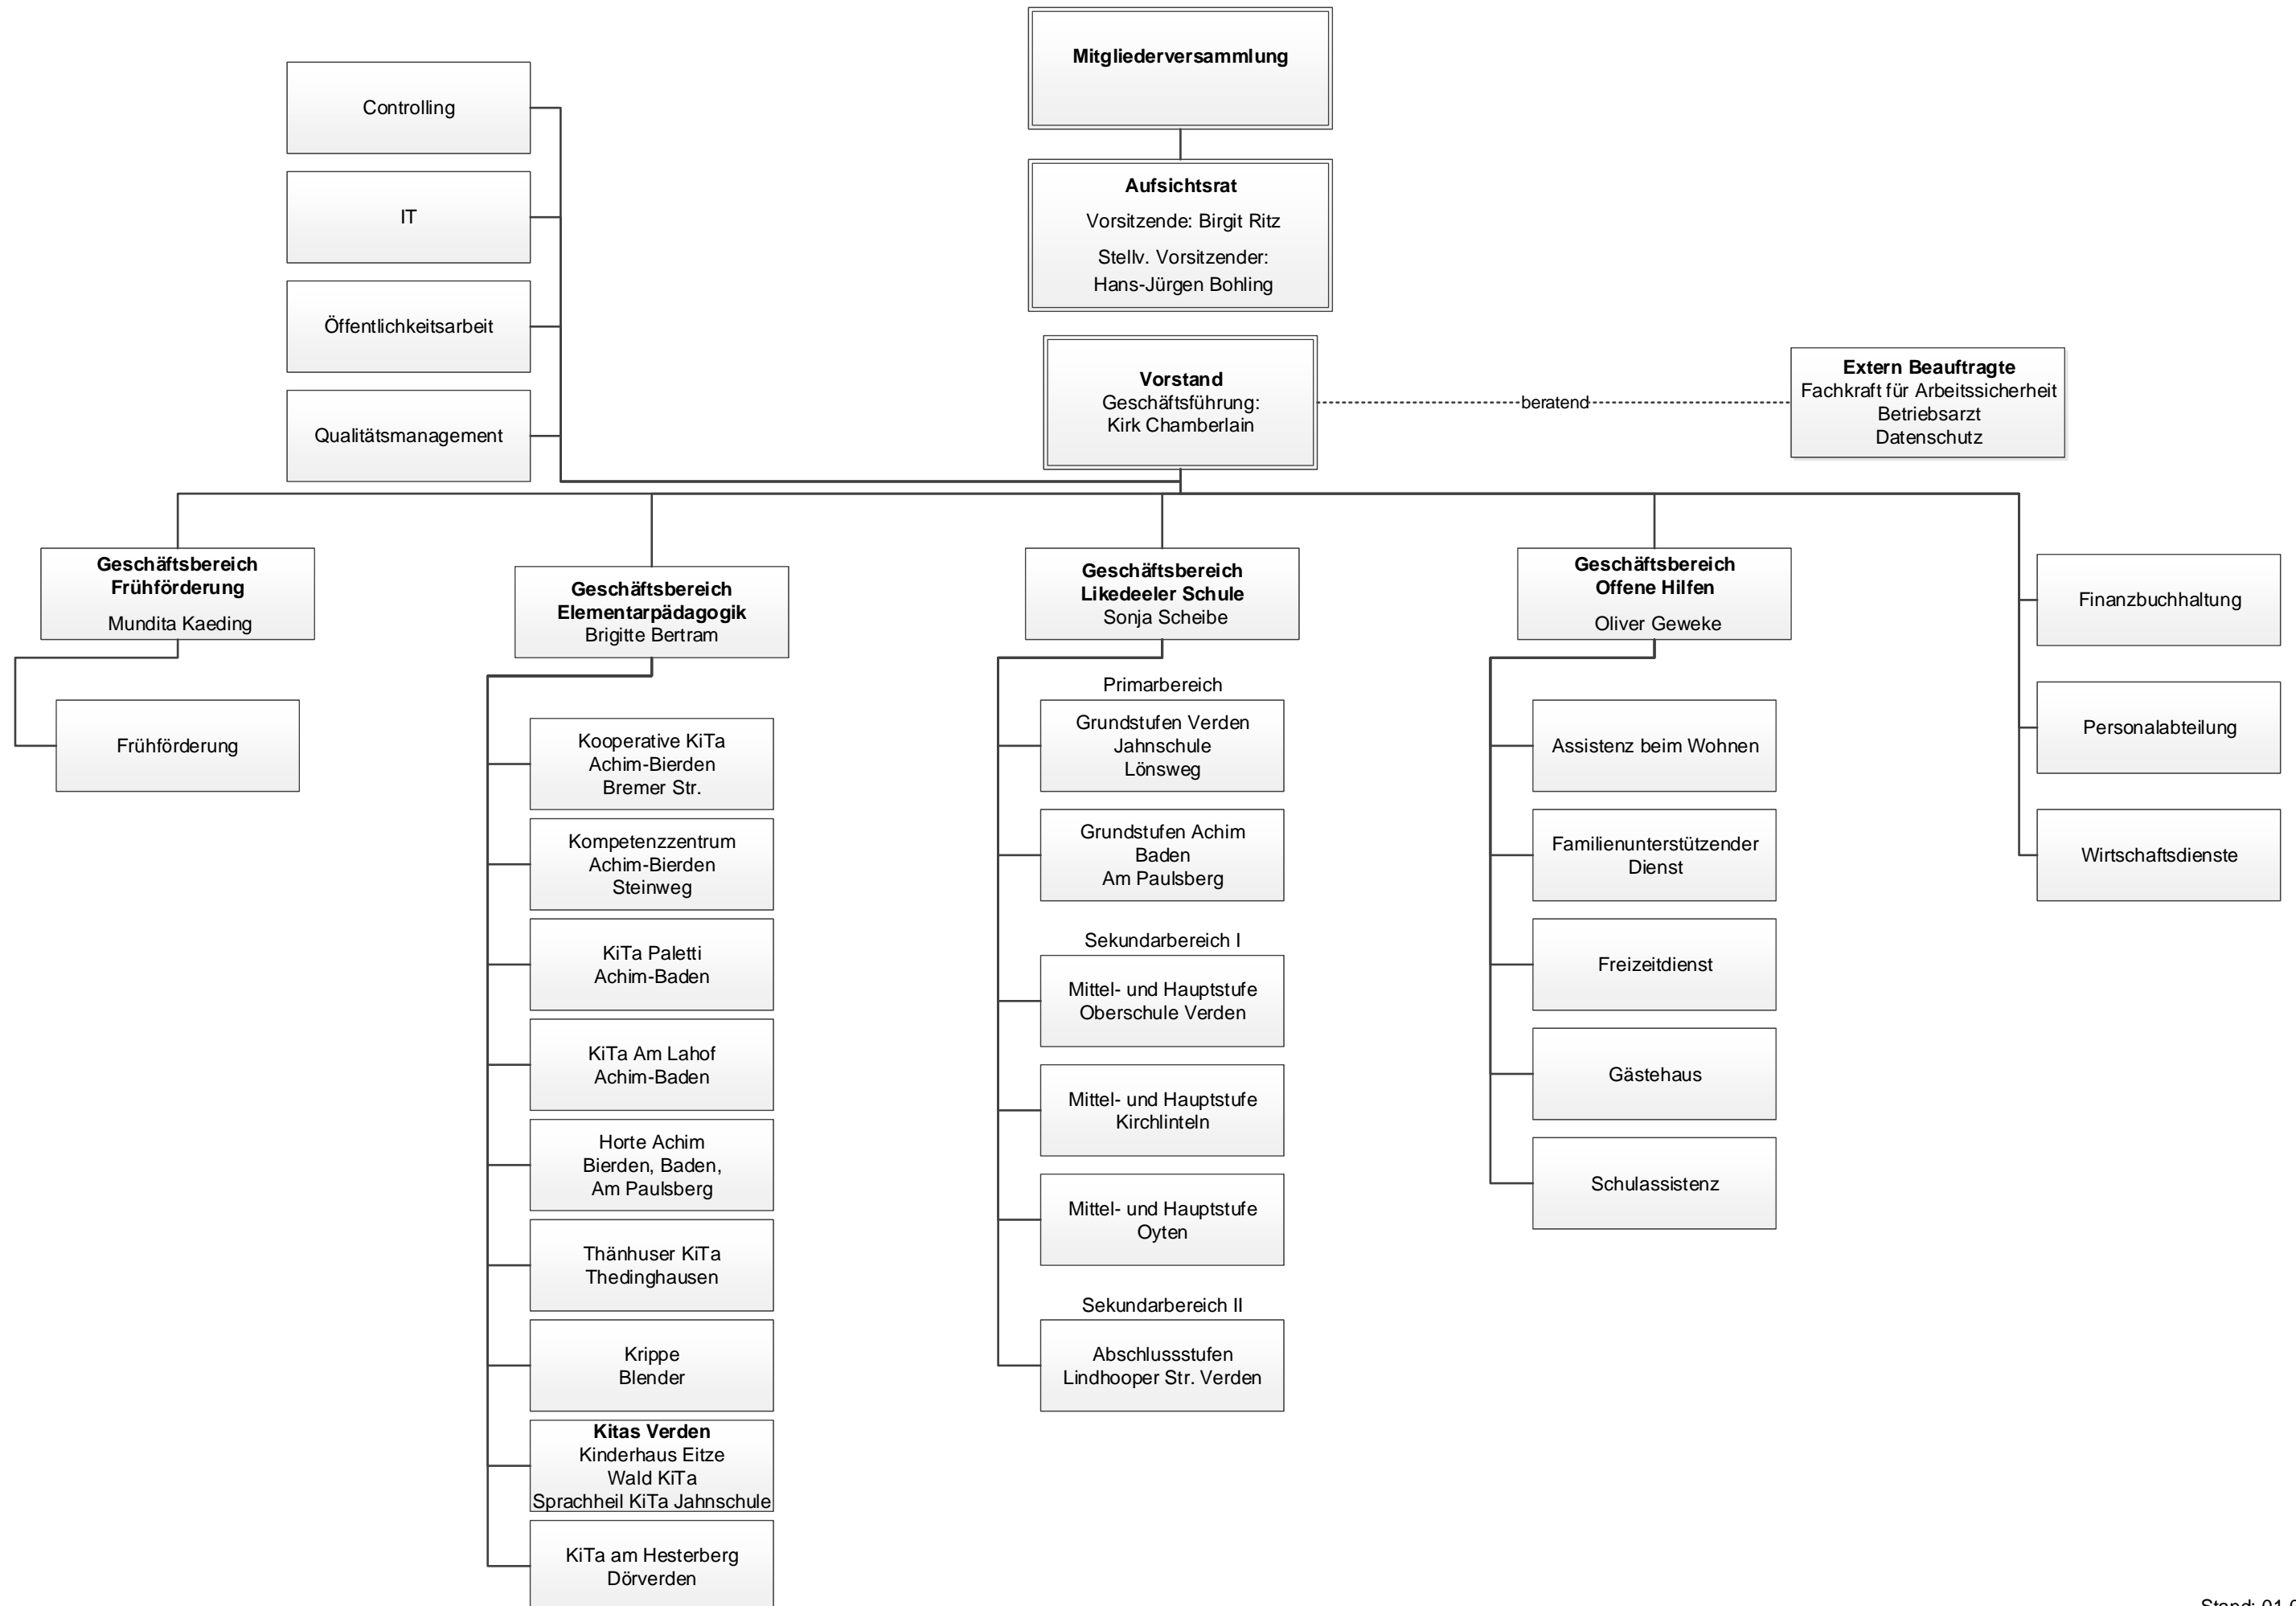 Mitgliederversammlung
Controlling
IT
Öffentlichkeitsarbeit
Qualitätsmanagement
Aufsichtsrat
Vorsitzende: Birgit Ritz
Stellv. Vorsitzender:
Hans-Jürgen Bohling
Vorstand
Geschäftsführung:
Kirk Chamberlain
beratend
Extern Beauftragte
Fachkraft für Arbeitssicherheit
Betriebsarzt
Datenschutz
Geschäftsbereich
Frühförderung
Mundita Kaeding
Frühförderung
Geschäftsbereich
Elementarpädagogik
Brigitte Bertram
Kooperative KiTa
Achim-Bierden
Bremer Str.
Kompetenzzentrum
Achim-Bierden
Steinweg
KiTa Paletti
Achim-Baden
KiTa Am Lahof
Achim-Baden
Horte Achim
Bierden, Baden,
Am Paulsberg
Thänhuser KiTa
Thedinghausen
Krippe
Blender
Kitas Verden
Kinderhaus Eitze
Wald KiTa
Sprachheil KiTa Jahnschule
KiTa am Hesterberg
Dörverden
Geschäftsbereich
Likedeeler Schule
Sonja Scheibe
Primarbereich
Grundstufen Verden
Jahnschule
Lönsweg
Grundstufen Achim
Baden
Am Paulsberg
Sekundarbereich I
Mittel- und Hauptstufe
Oberschule Verden
Mittel- und Hauptstufe
Kirchlinteln
Mittel- und Hauptstufe
Oyten
Sekundarbereich II
Abschlussstufen
Lindhooper Str. Verden
Geschäftsbereich
Offene Hilfen
Oliver Geweke
Assistenz beim Wohnen
Familienunterstützender
Dienst
Freizeitdienst
Gästehaus
Schulassistenz
Finanzbuchhaltung
Personalabteilung
Wirtschaftsdienste
Stand: